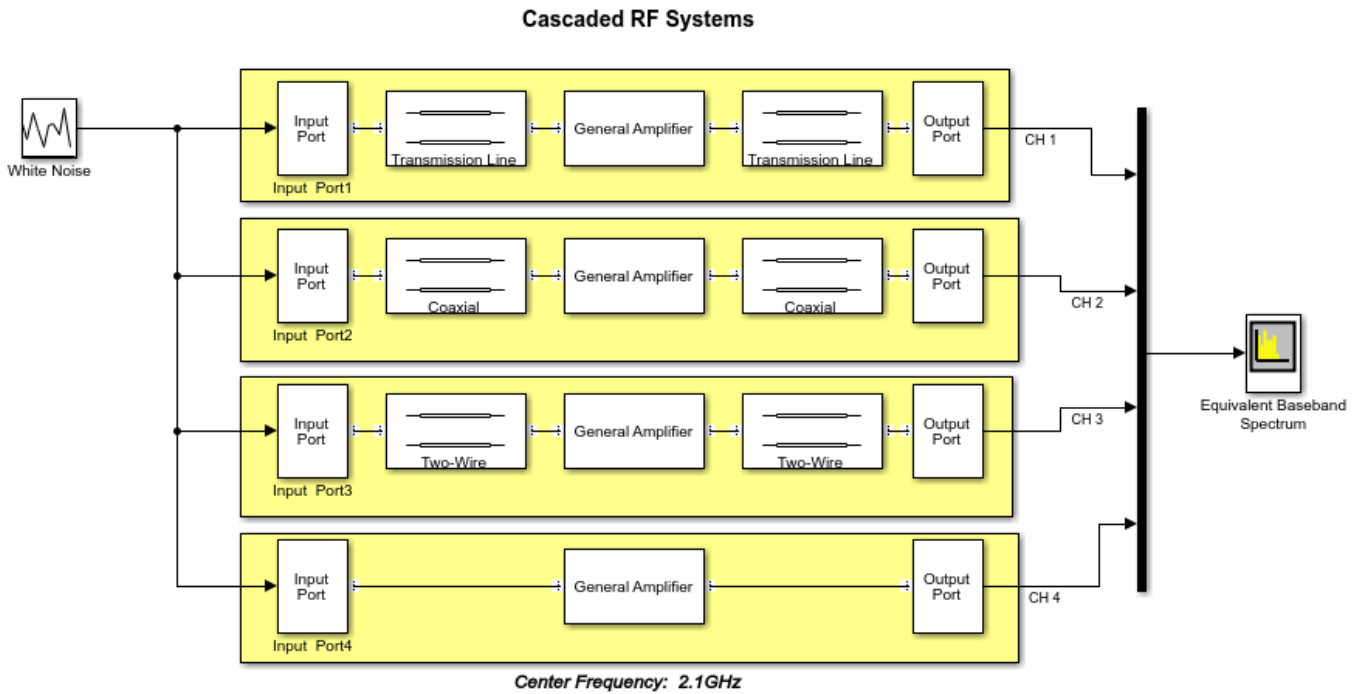 Cascaded RF Systems
White Noise
Input
Port
Input Port1
Transmission Line
General Amplifier
Transmission Line
Output
Port
CH 1
Input
Port
Input Port2
Coaxial
General Amplifier
Coaxial
Output
Port
CH 2
Input
Port
Input Port3
Two-Wire
General Amplifier
Two-Wire
Output
Port
CH 3
Input
Port
Input Port4
General Amplifier
Output
Port
CH 4
Equivalent Baseband
Spectrum
Center Frequency: 2.1GHz